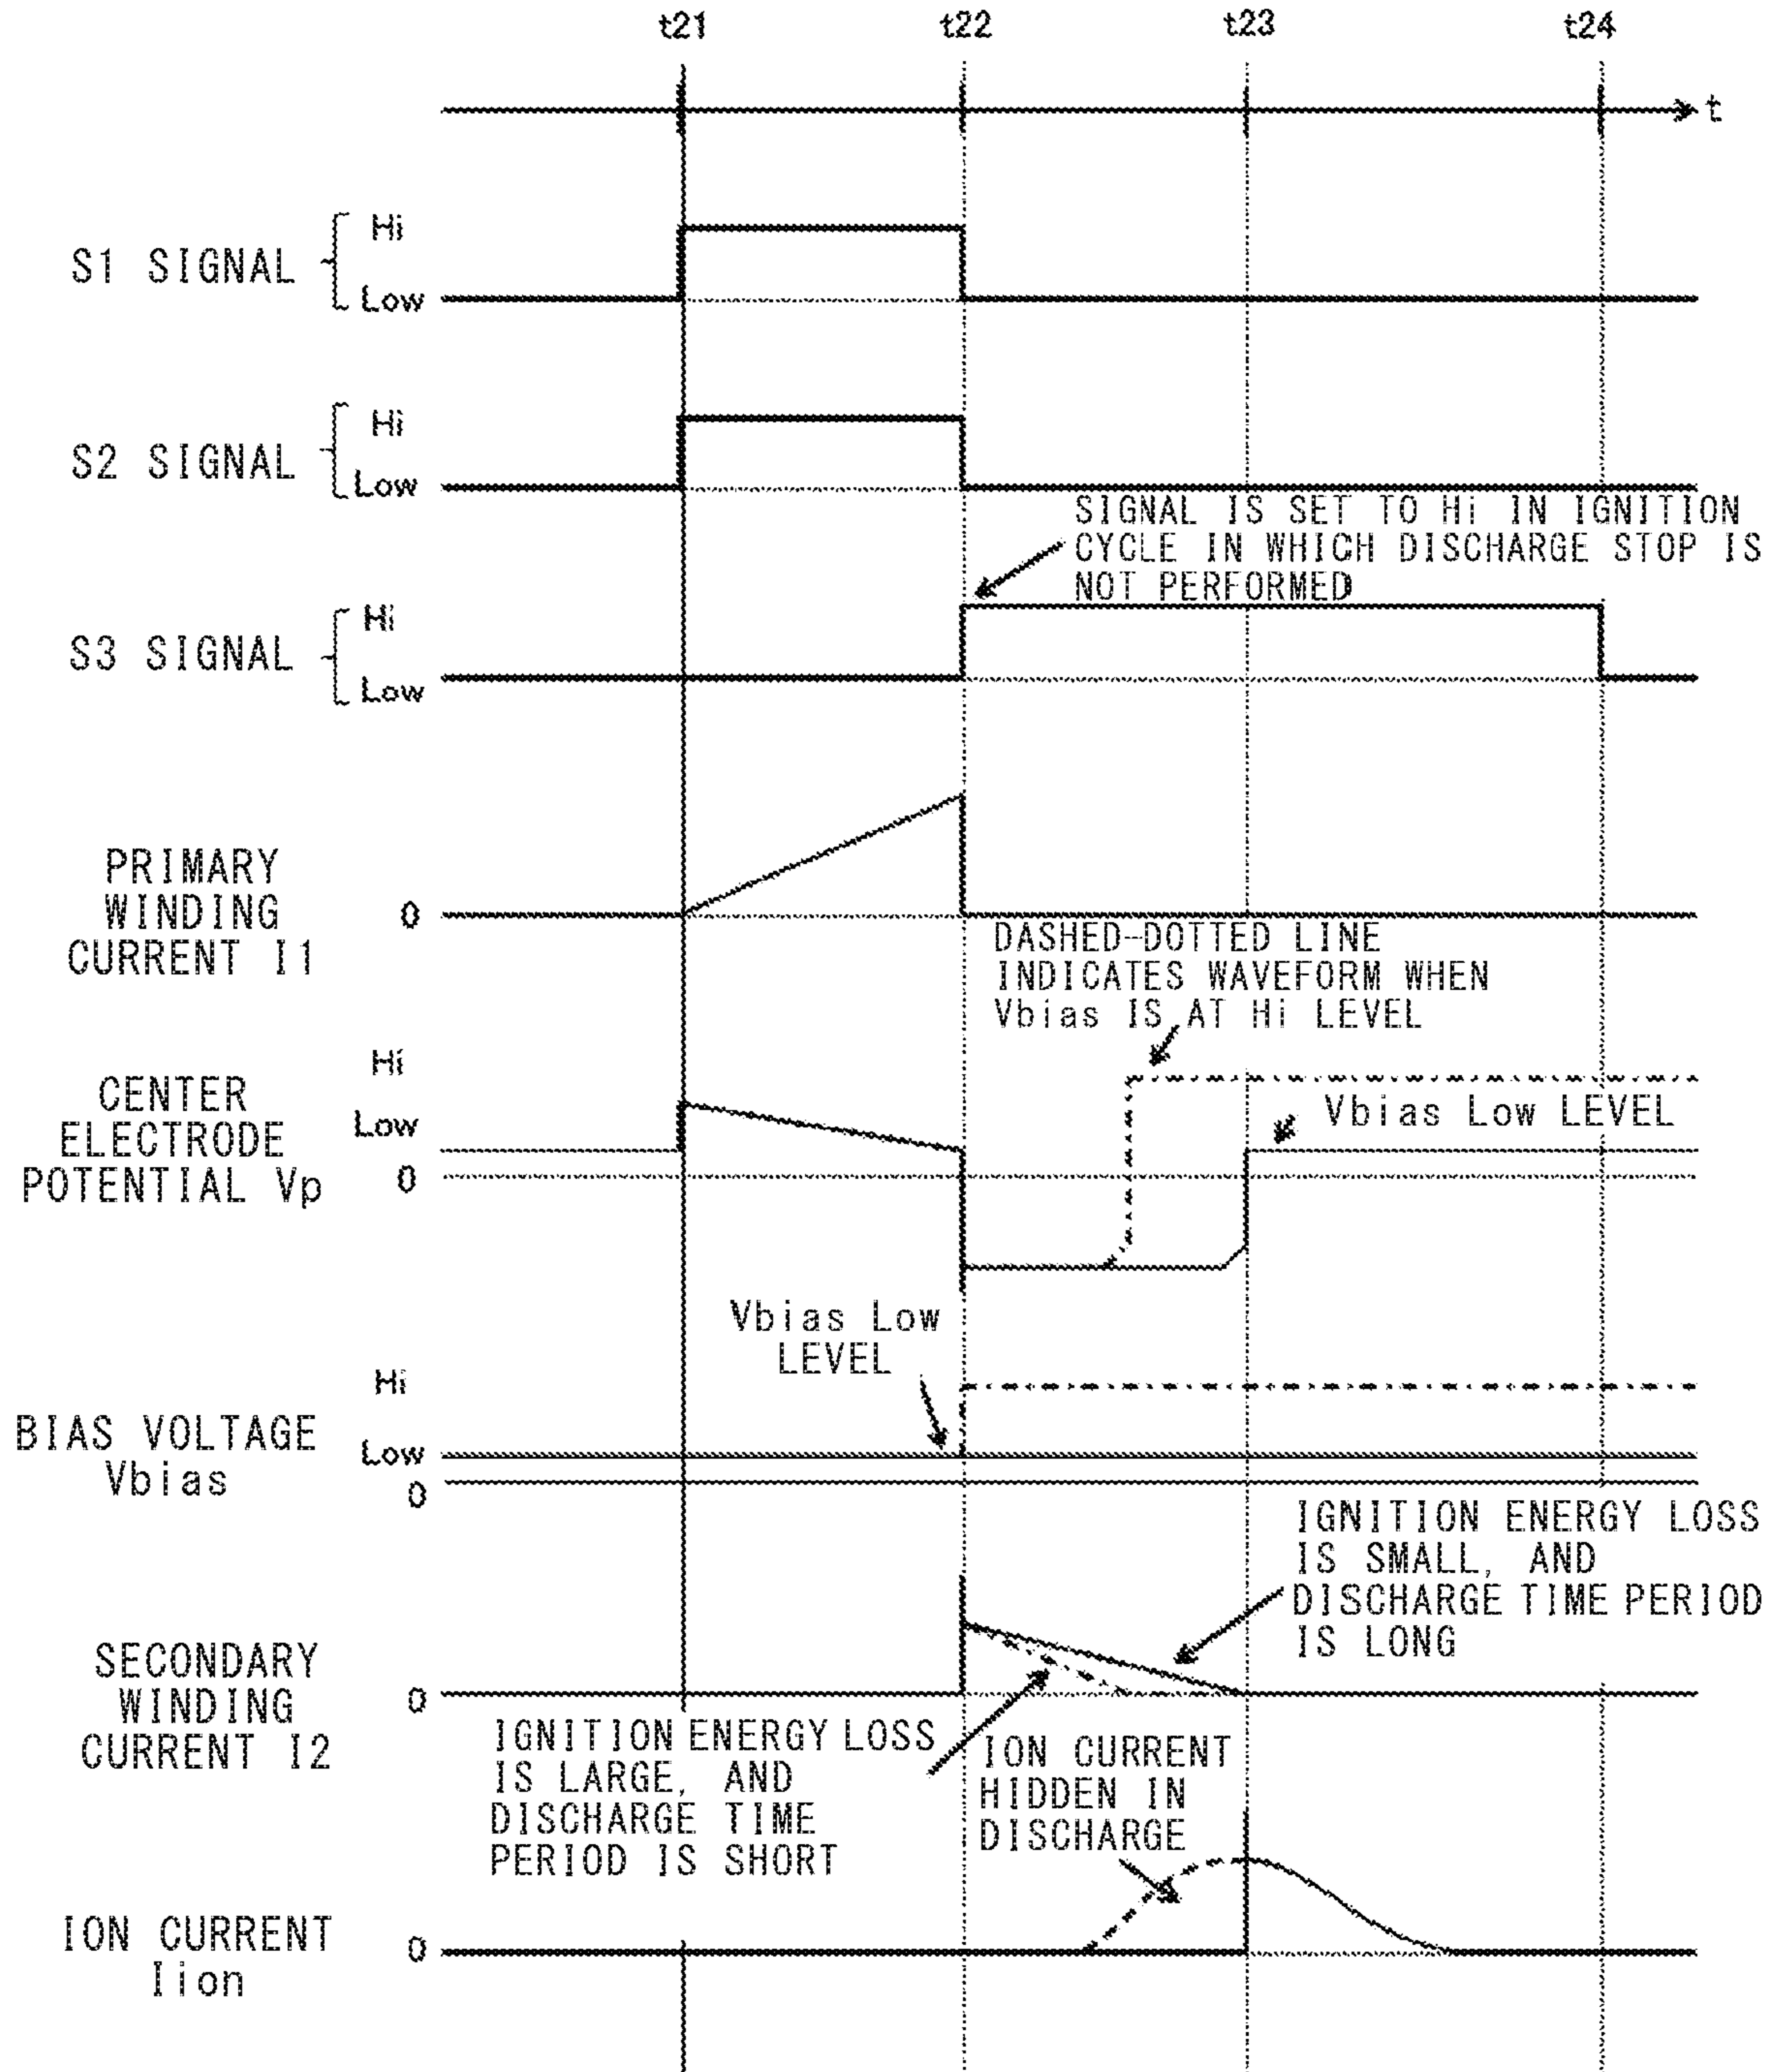 t21 t22 t23 t24
t
S1 SIGNAL
Hi
Low
S2 SIGNAL
Hi
Low
SIGNAL IS SET TO Hi IN IGNITION
CYCLE IN WHICH DISCHARGE STOP IS
NOT PERFORMED
S3 SIGNAL
Hi
Low
PRIMARY
WINDING
CURRENT I1
0
DASHED-DOTTED LINE
INDICATES WAVEFORM WHEN
Vbias IS AT Hi LEVEL
CENTER
ELECTRODE
POTENTIAL Vp
Hi
Low
0
Vbias Low LEVEL
Vbias Low
LEVEL
BIAS VOLTAGE
Vbias
Hi
Low
0
IGNITION ENERGY LOSS
IS SMALL, AND
DISCHARGE TIME PERIOD
IS LONG
SECONDARY
WINDING
CURRENT I2
0
IGNITION ENERGY LOSS
IS LARGE, AND
DISCHARGE TIME
PERIOD IS SHORT
ION CURRENT
HIDDEN IN
DISCHARGE
ION CURRENT
Iion
0